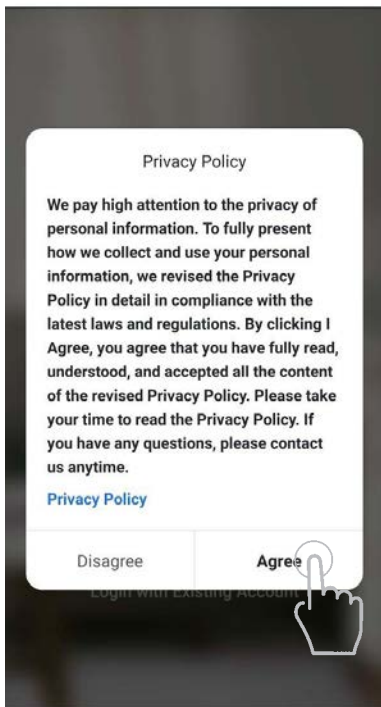 Privacy Policy
We pay high attention to the privacy of
personal information. To fully present
how we collect and use your personal
information, we revised the Privacy
Policy in detail in compliance with the
latest laws and regulations. By clicking I
Agree, you agree that you have fully read,
understood, and accepted all the content
of the revised Privacy Policy. Please take
your time to read the Privacy Policy. If
you have any questions, please contact
us anytime.
Privacy Policy
Disagree
Agree
Login with Existing Account